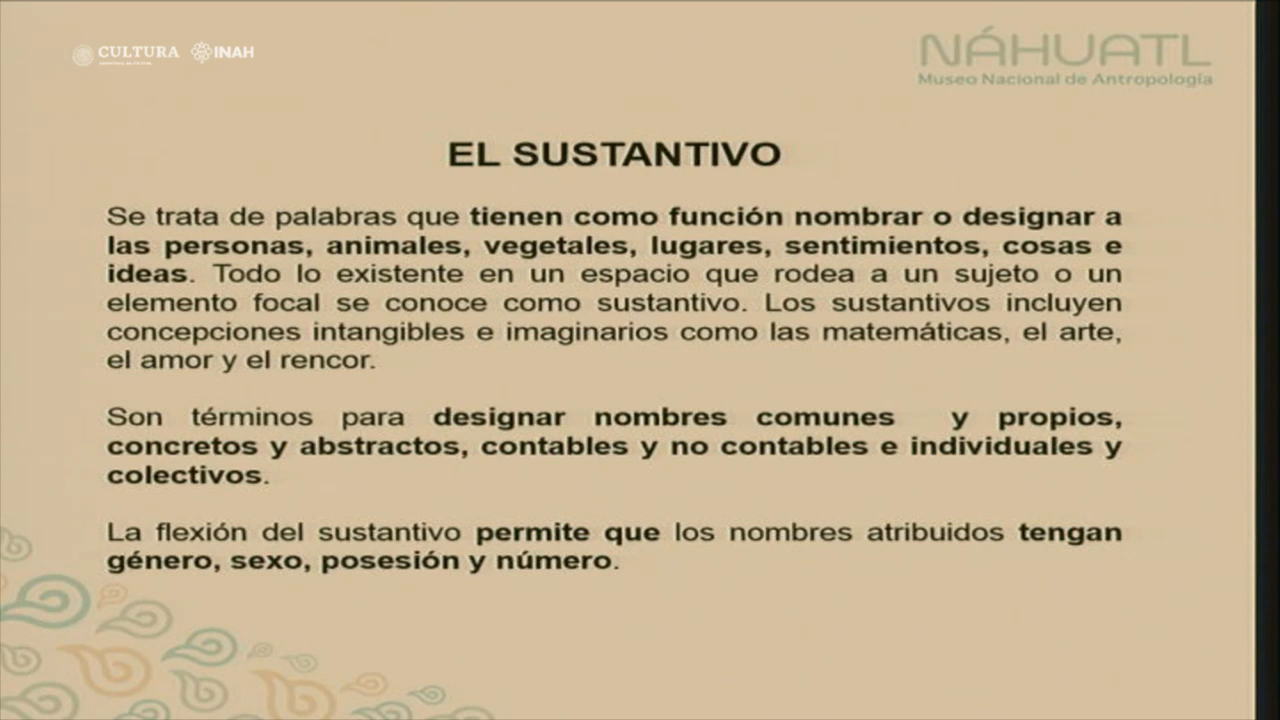 CULTURA INAH
NÁHUATL
Museo Nacional de Antropología
EL SUSTANTIVO
Se trata de palabras que tienen como función nombrar o designar a
las personas, animales, vegetales, lugares, sentimientos, cosas e
ideas. Todo lo existente en un espacio que rodea a un sujeto o un
elemento focal se conoce como sustantivo. Los sustantivos incluyen
concepciones intangibles e imaginarios como las matemáticas, el arte,
el amor y el rencor.
Son términos para designar nombres comunes y propios,
concretos y abstractos, contables y no contables e individuales y
colectivos.
La flexión del sustantivo permite que los nombres atribuidos tengan
género, sexo, posesión y número.